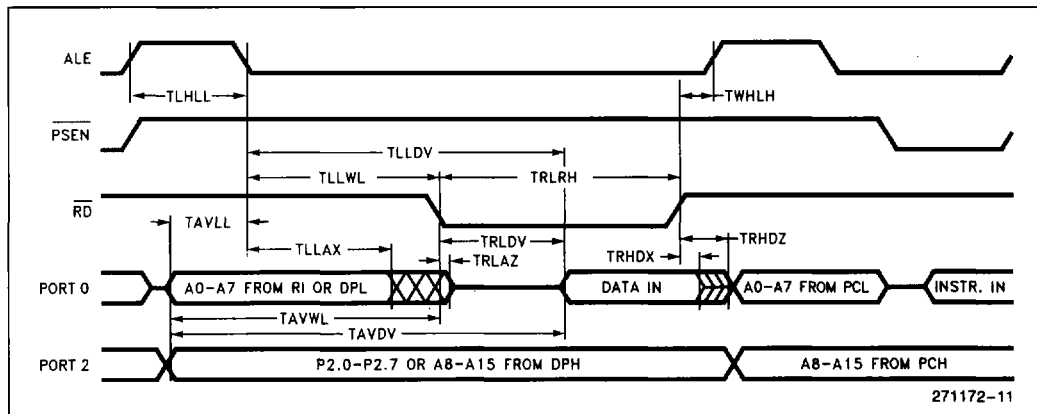 ALE
TLHLL
TWHLH
PSEN
TLLDV
TLLWL
TRLRH
RD
TAVLL
TLLAX
TRLDV
TRLAZ
TRHDX
TRHDZ
PORT 0
A0–A7 FROM RI OR DPL
DATA IN
A0–A7 FROM PCL
INSTR. IN
TAVWL
TAVDV
PORT 2
P2.0–P2.7 OR A8–A15 FROM DPH
A8–A15 FROM PCH
271172–11